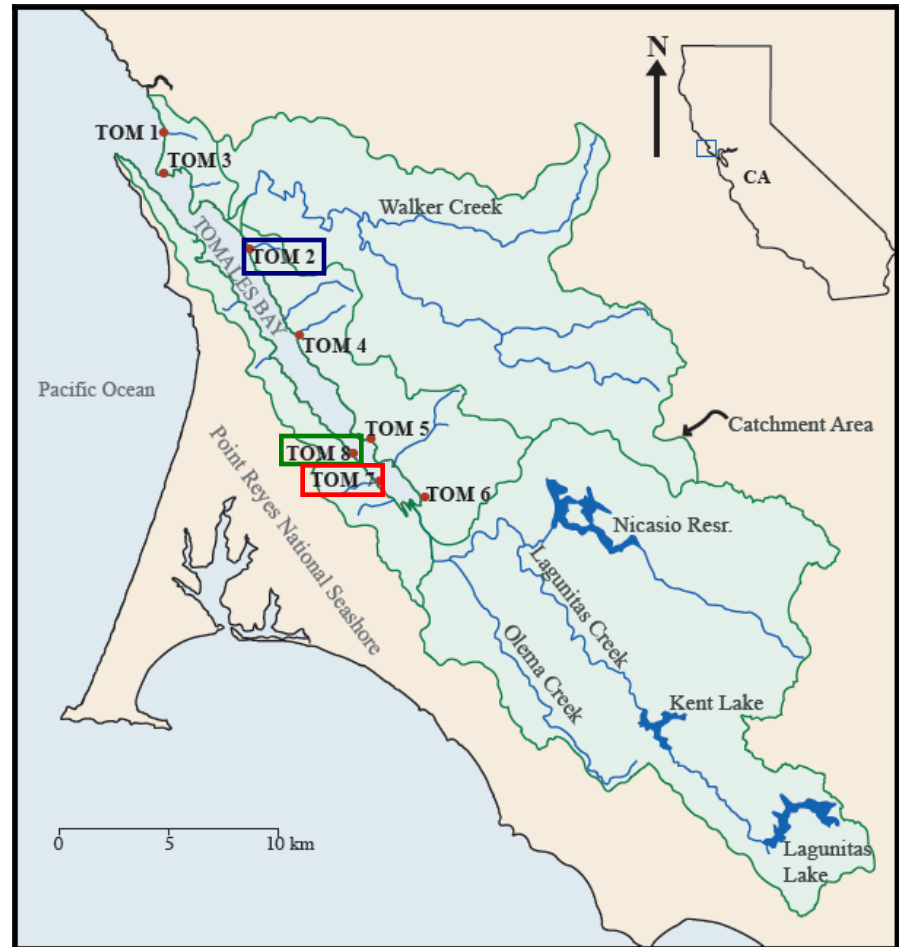 N
TOM 1
TOM 3
CA
Walker Creek
TOMALES BAY
TOM 2
TOM 4
Pacific Ocean
Catchment Area
TOM 5
TOM 8
TOM 7
TOM 6
Point Reyes National Seashore
Nicasio Resr.
Lagunitas Creek
Olema Creek
Kent Lake
0 5 10 km
Lagunitas
Lake